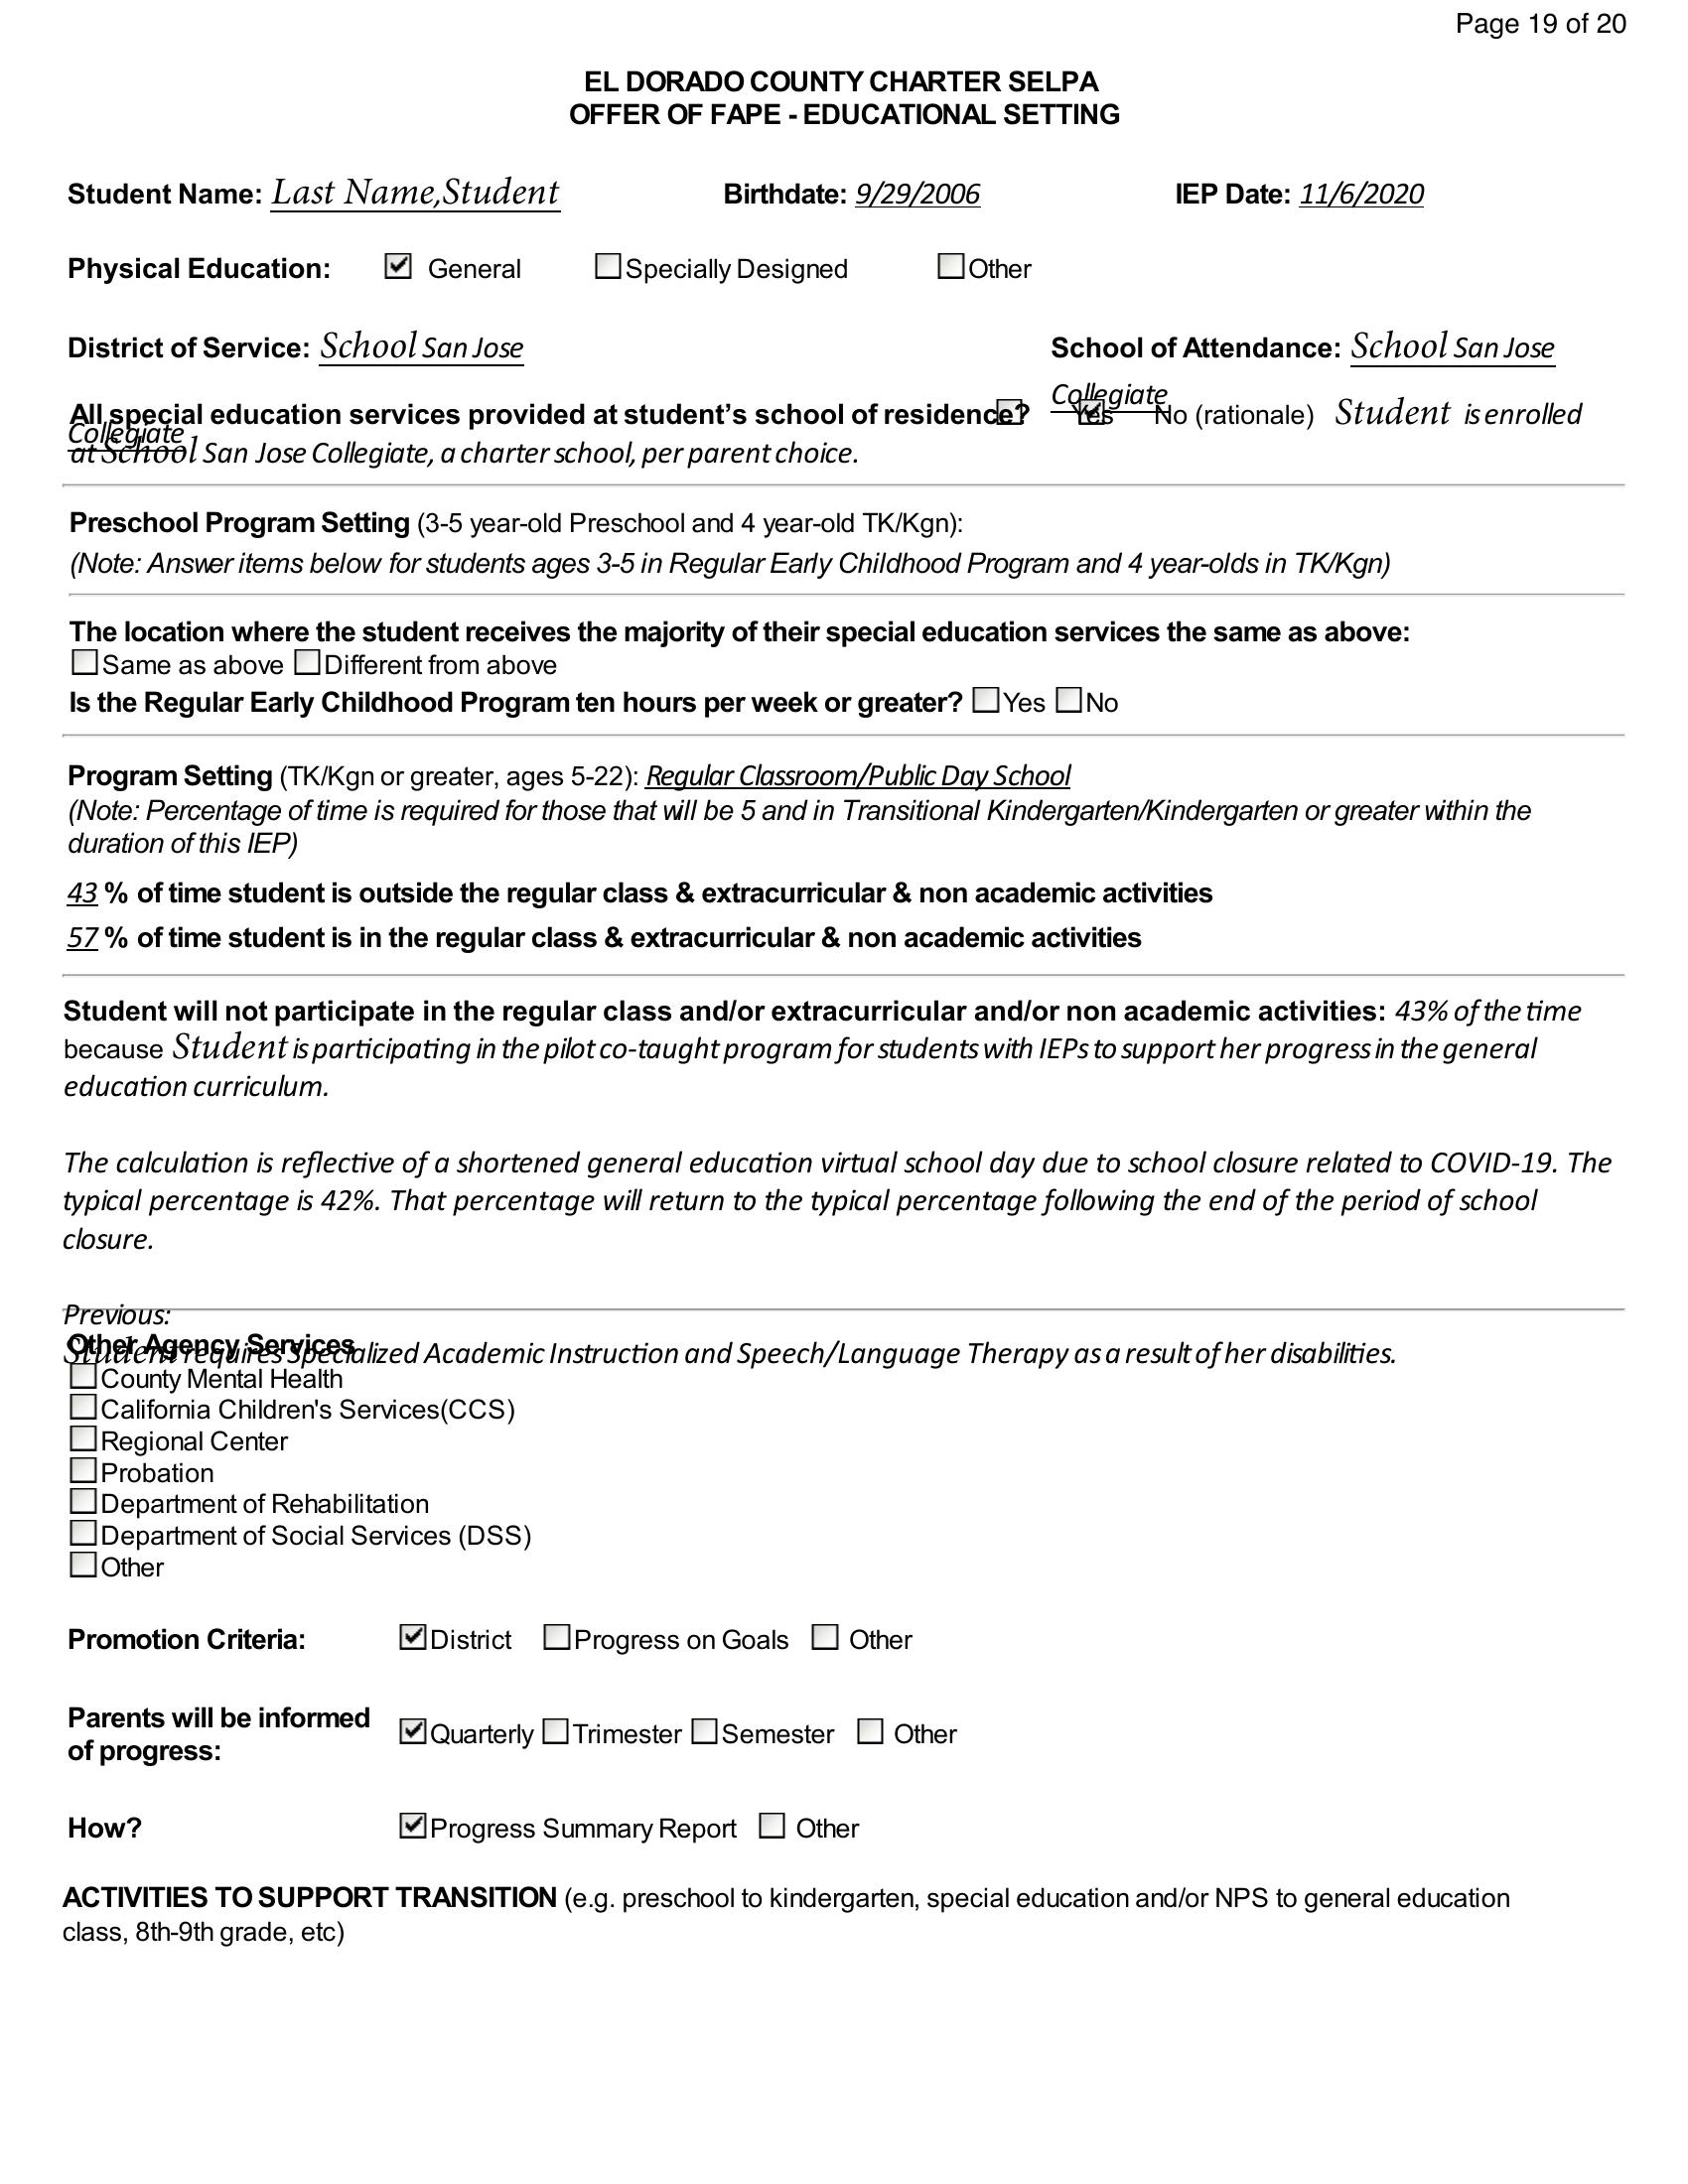 Page 19 of 20
EL DORADO COUNTY CHARTER SELPA
OFFER OF FAPE - EDUCATIONAL SETTING
Student Name: Last Name,Student Birthdate: 9/29/2006 IEP Date: 11/6/2020
Physical Education: General Specially Designed Other
District of Service: School San Jose School of Attendance: School San Jose
Collegiate
All special education services provided at student’s school of residence? Yes No (rationale) Student is enrolled
Collegiate
at School San Jose Collegiate, a charter school, per parent choice.
Preschool Program Setting (3-5 year-old Preschool and 4 year-old TK/Kgn):
(Note: Answer items below for students ages 3-5 in Regular Early Childhood Program and 4 year-olds in TK/Kgn)
The location where the student receives the majority of their special education services the same as above:
Same as above Different from above
Is the Regular Early Childhood Program ten hours per week or greater? Yes No
Program Setting (TK/Kgn or greater, ages 5-22): Regular Classroom/Public Day School
(Note: Percentage of time is required for those that will be 5 and in Transitional Kindergarten/Kindergarten or greater within the
duration of this IEP)
43 % of time student is outside the regular class & extracurricular & non academic activities
57 % of time student is in the regular class & extracurricular & non academic activities
Student will not participate in the regular class and/or extracurricular and/or non academic activities: 43% of the time
because Student is participating in the pilot co-taught program for students with IEPs to support her progress in the general
education curriculum.
The calculation is reflective of a shortened general education virtual school day due to school closure related to COVID-19. The
typical percentage is 42%. That percentage will return to the typical percentage following the end of the period of school
closure.
Previous:
Other Agency Services
Student requires Specialized Academic Instruction and Speech/Language Therapy as a result of her disabilities.
County Mental Health
California Children's Services(CCS)
Regional Center
Probation
Department of Rehabilitation
Department of Social Services (DSS)
Other
Promotion Criteria: District Progress on Goals Other
Parents will be informed
of progress: Quarterly Trimester Semester Other
How? Progress Summary Report Other
ACTIVITIES TO SUPPORT TRANSITION (e.g. preschool to kindergarten, special education and/or NPS to general education
class, 8th-9th grade, etc)